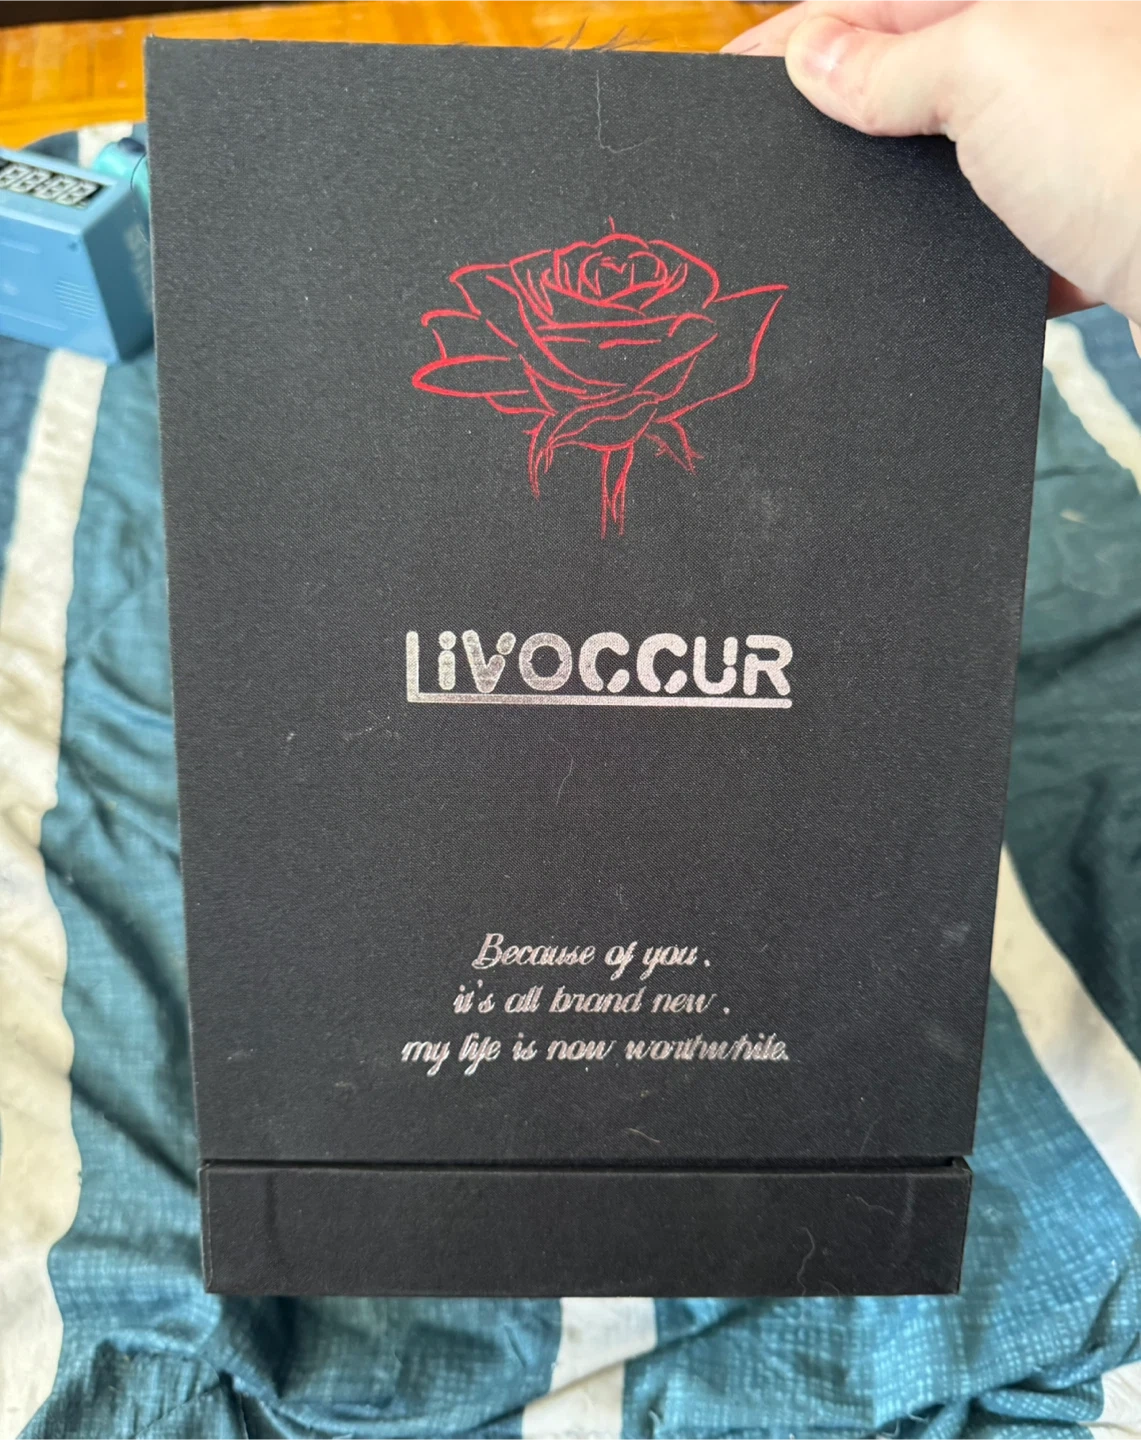 LiVOCCUR
Because of you .
it's all brand new .
my life is now worthwhile.